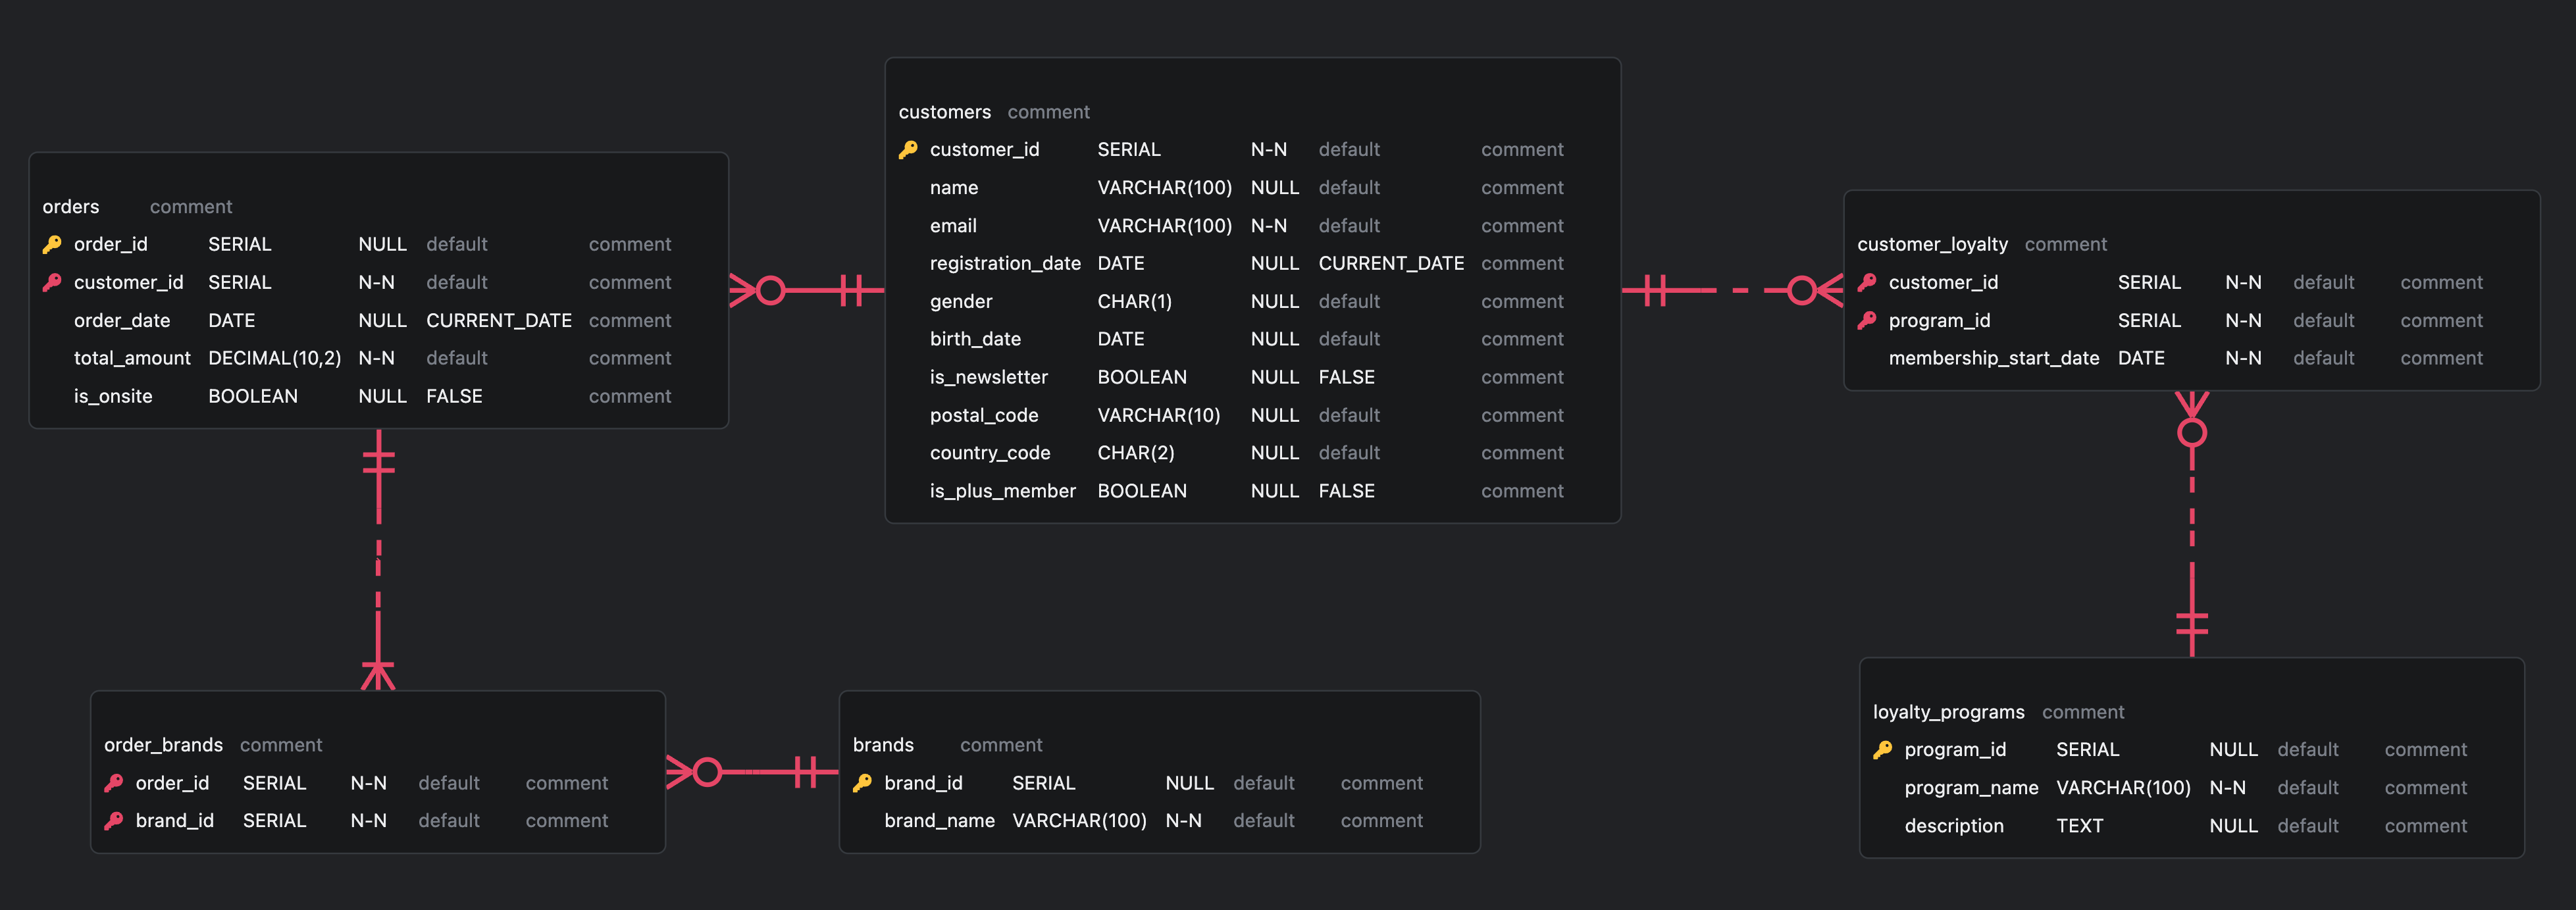 customers comment
customer_id SERIAL N-N default comment
name VARCHAR(100) NULL default comment
email VARCHAR(100) N-N default comment
registration_date DATE NULL CURRENT_DATE comment
gender CHAR(1) NULL default comment
birth_date DATE NULL default comment
is_newsletter BOOLEAN NULL FALSE comment
postal_code VARCHAR(10) NULL default comment
country_code CHAR(2) NULL default comment
is_plus_member BOOLEAN NULL FALSE comment
orders comment
order_id SERIAL NULL default comment
customer_id SERIAL N-N default comment
order_date DATE NULL CURRENT_DATE comment
total_amount DECIMAL(10,2) N-N default comment
is_onsite BOOLEAN NULL FALSE comment
customer_loyalty comment
customer_id SERIAL N-N default comment
program_id SERIAL N-N default comment
membership_start_date DATE N-N default comment
order_brands comment
order_id SERIAL N-N default comment
brand_id SERIAL N-N default comment
brands comment
brand_id SERIAL NULL default comment
brand_name VARCHAR(100) N-N default comment
loyalty_programs comment
program_id SERIAL NULL default comment
program_name VARCHAR(100) N-N default comment
description TEXT NULL default comment